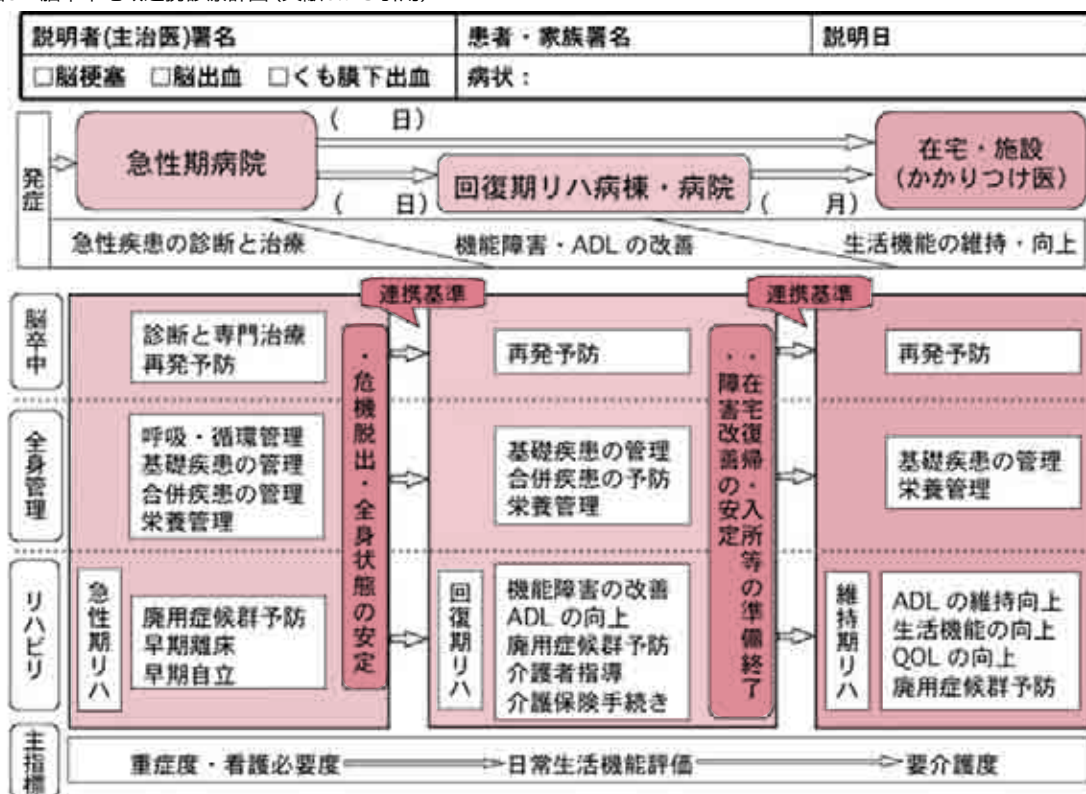 説明者(主治医)署名
患者・家族署名
説明日
□脳梗塞 □脳出血 □くも膜下出血
病状：
発症
急性期病院
( 日)
( 日)
回復期リハ病棟・病院
( 月)
在宅・施設
(かかりつけ医)
急性疾患の診断と治療
機能障害・ADLの改善
生活機能の維持・向上
連携基準
連携基準
脳卒中
診断と専門治療
再発予防
再発予防
再発予防
・危機脱出・全身状態の安定
・在宅復帰・入所等の準備終了
・障害改善の安定
全身管理
呼吸・循環管理
基礎疾患の管理
合併疾患の管理
栄養管理
基礎疾患の管理
合併疾患の予防
栄養管理
基礎疾患の管理
栄養管理
リハビリ
急性期リハ
廃用症候群予防
早期離床
早期自立
回復期リハ
機能障害の改善
ADLの向上
廃用症候群予防
介護者指導
介護保険手続き
維持期リハ
ADLの維持向上
生活機能の向上
QOLの向上
廃用症候群予防
主指標
重症度・看護必要度
日常生活機能評価
要介護度